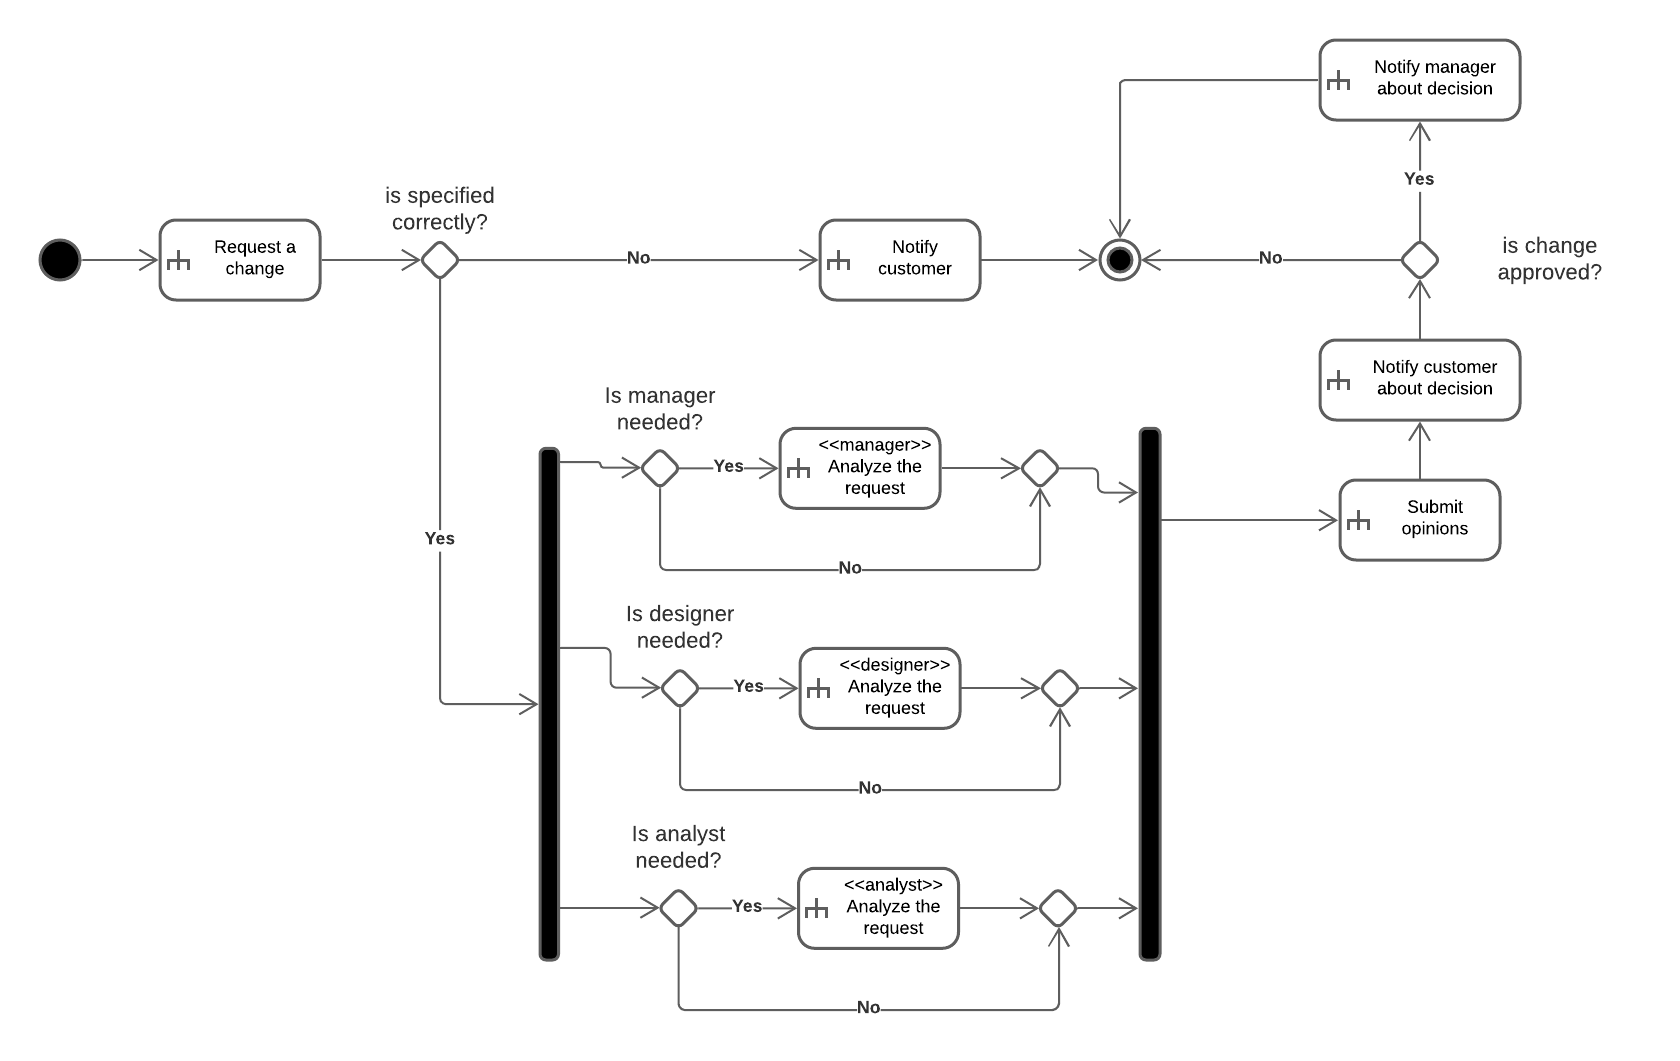 Notify manager
about decision
Yes
is specified
correctly?
Request a
change
No
Notify
customer
No
is change
approved?
Notify customer
about decision
Is manager
needed?
Yes
<<manager>>
Analyze the
request
Submit
opinions
Yes
No
Is designer
needed?
Yes
<<designer>>
Analyze the
request
No
Is analyst
needed?
Yes
<<analyst>>
Analyze the
request
No